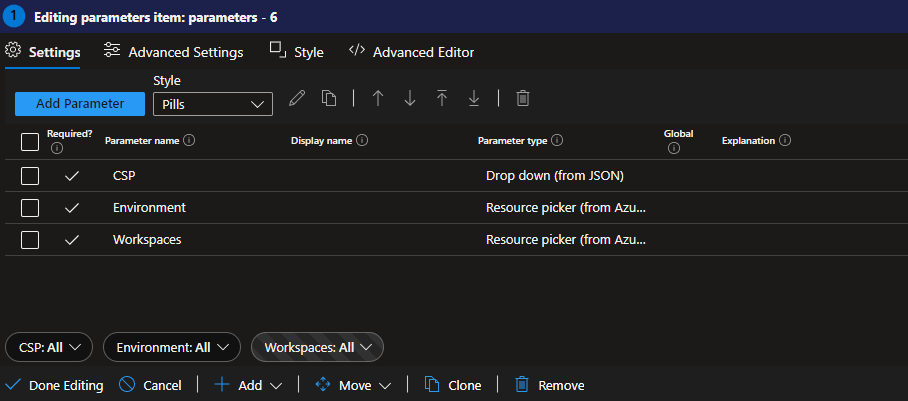 1 Editing parameters item: parameters - 6
Settings Advanced Settings Style Advanced Editor
Style
Add Parameter Pills
Required? Parameter name Display name Parameter type Global Explanation
CSP Drop down (from JSON)
Environment Resource picker (from Azu...
Workspaces Resource picker (from Azu...
CSP: All Environment: All Workspaces: All
Done Editing Cancel Add Move Clone Remove